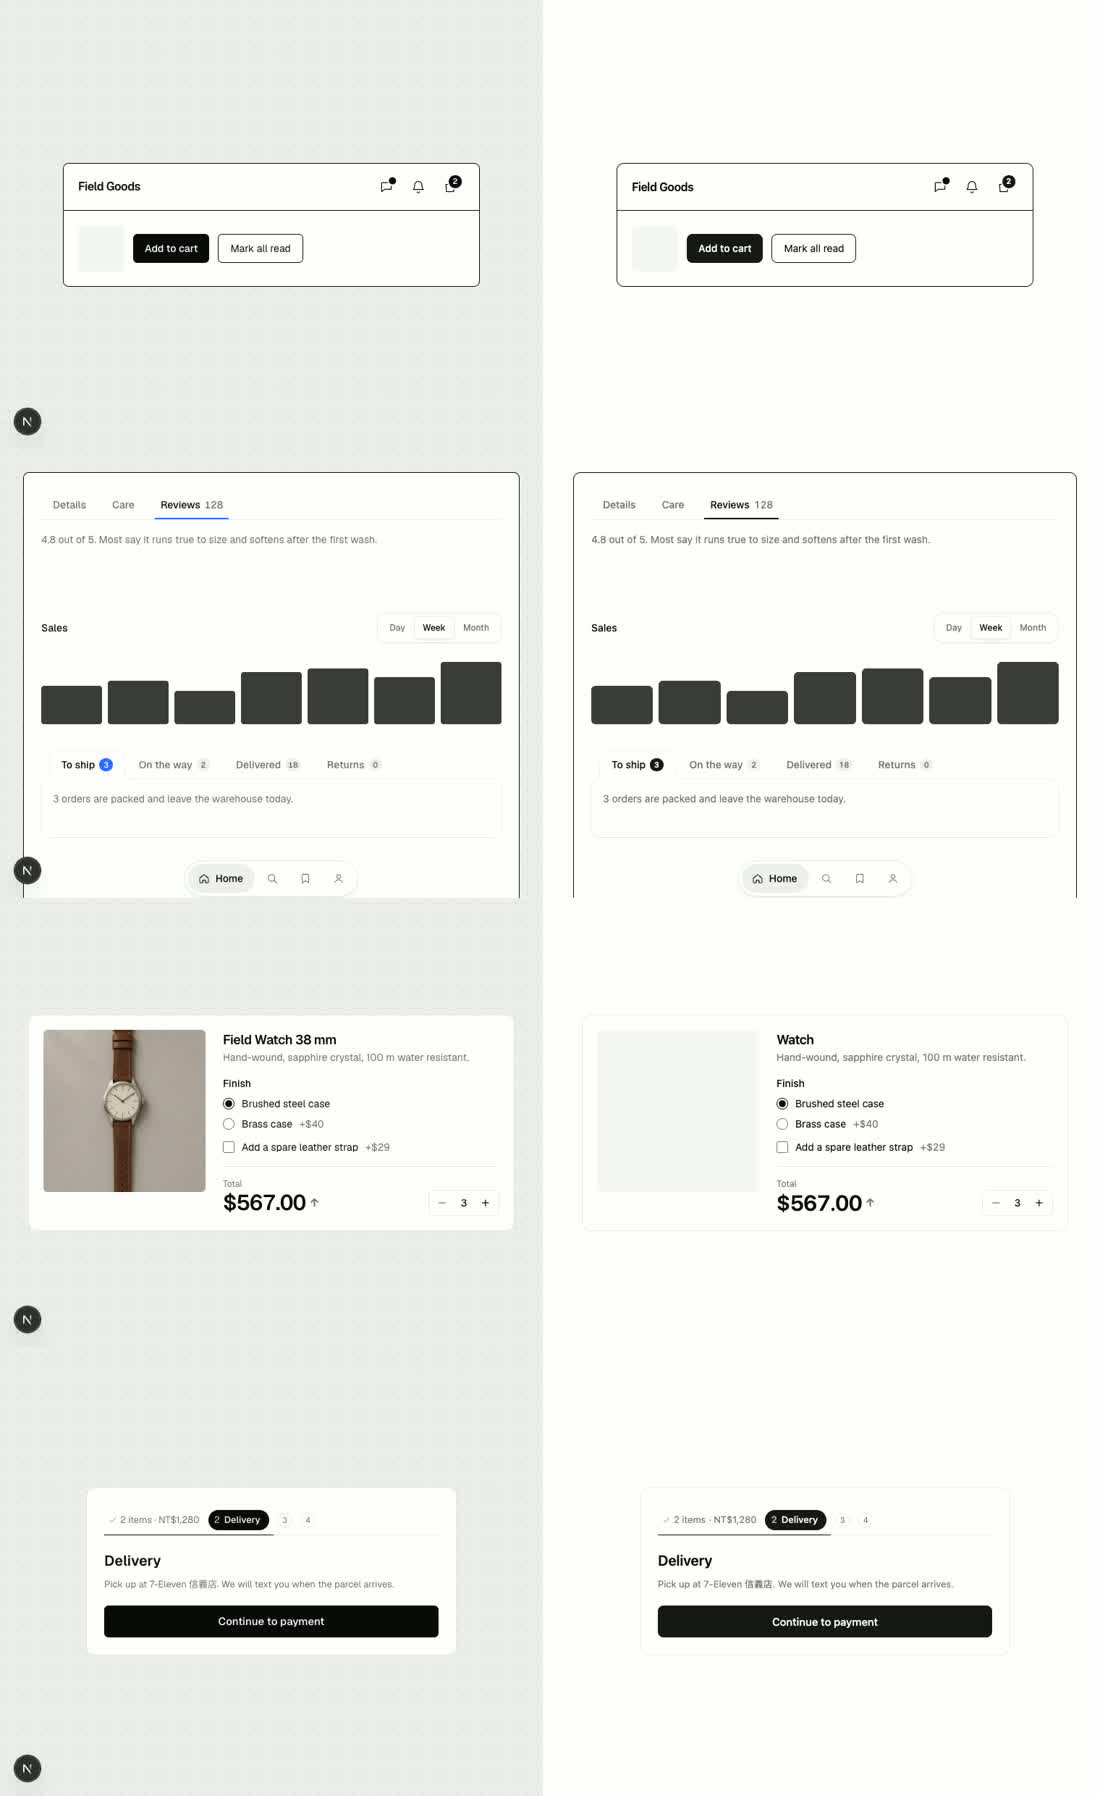 Field Goods
2
Add to cart
Mark all read
Field Goods
2
Add to cart
Mark all read
N
Details Care Reviews 128
4.8 out of 5. Most say it runs true to size and softens after the first wash.
Sales
Day Week Month
To ship 3 On the way 2 Delivered 18 Returns 0
3 orders are packed and leave the warehouse today.
N
Home
Details Care Reviews 128
4.8 out of 5. Most say it runs true to size and softens after the first wash.
Sales
Day Week Month
To ship 3 On the way 2 Delivered 18 Returns 0
3 orders are packed and leave the warehouse today.
Home
Field Watch 38 mm
Hand-wound, sapphire crystal, 100 m water resistant.
Finish
Brushed steel case
Brass case +$40
Add a spare leather strap +$29
Total
$567.00 ↑
− 3 +
Watch
Hand-wound, sapphire crystal, 100 m water resistant.
Finish
Brushed steel case
Brass case +$40
Add a spare leather strap +$29
Total
$567.00 ↑
− 3 +
N
2 items · NT$1,280 2 Delivery 3 4
Delivery
Pick up at 7-Eleven 信義店. We will text you when the parcel arrives.
Continue to payment
2 items · NT$1,280 2 Delivery 3 4
Delivery
Pick up at 7-Eleven 信義店. We will text you when the parcel arrives.
Continue to payment
N